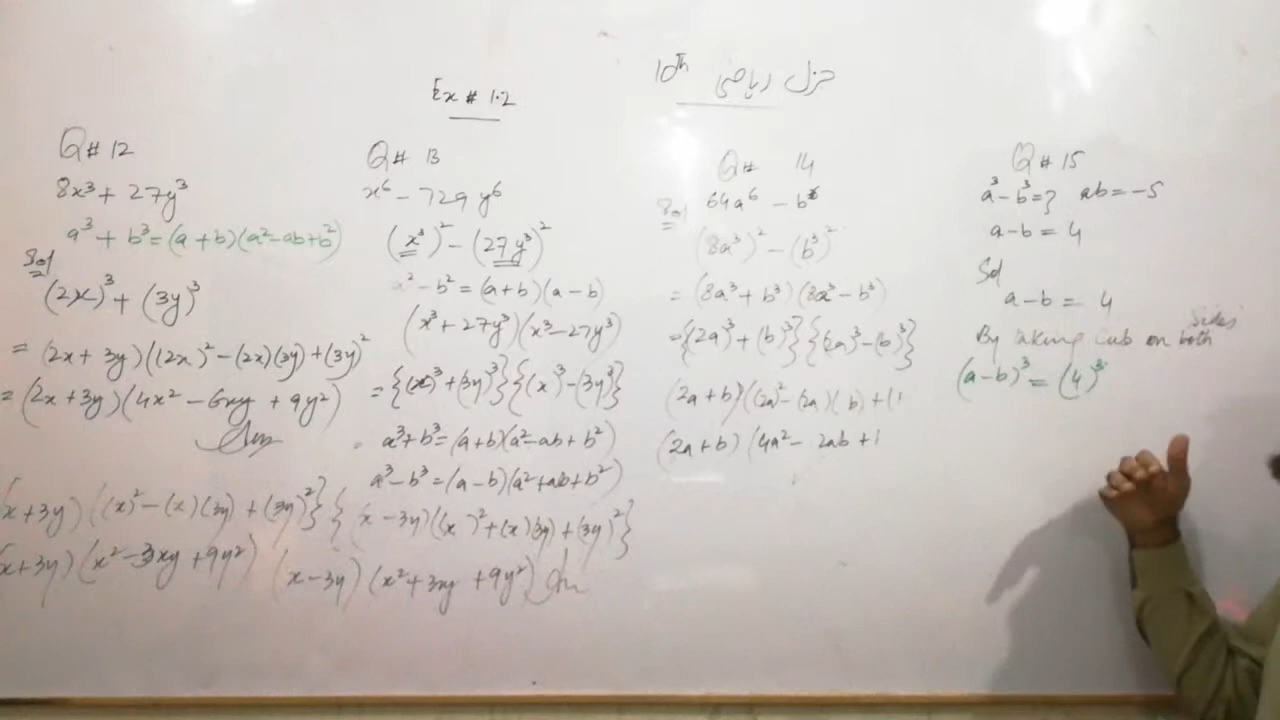 10Th جنرل ریاضی
Ex # 1.2
Q# 12
8x³ + 27y³
a³ + b³ = (a + b)(a² - ab + b²)
Sol
(2x)³ + (3y)³
= (2x + 3y)((2x)² - (2x)(3y) + (3y)²
= (2x + 3y)(4x² - 6xy + 9y²)
Ans
Q# 13
x⁶ - 729 y⁶
(x³)² - (27y³)²
a² - b² = (a + b)(a - b)
(x³ + 27y³)(x³ - 27y³)
= {(x)³ + (3y)³}{(x)³ - (3y)³}
a³ + b³ = (a + b)(a² - ab + b²)
a³ - b³ = (a - b)(a² + ab + b²)
{x + 3y)((x)² - (x)(3y) + (3y)²}{x - 3y)((x)² + (x)(3y) + (3y)²}
x + 3y)(x² - 3xy + 9y²)(x - 3y)(x² + 3xy + 9y²) Ans
Q# 14
Sol 64a⁶ - b⁶
(8a³)² - (b³)²
= (8a³ + b³)(8a³ - b³)
= {2a)³ + (b)³}{(2a)³ - (b)³}
(2a + b)((2a)² - (2a)(b) + (
(2a + b)(4a² - 2ab +
Q# 15
a³ - b³ = ? ab = -5
a - b = 4
Sol
a - b = 4
By taking cub on both sides
(a - b)³ = (4)³